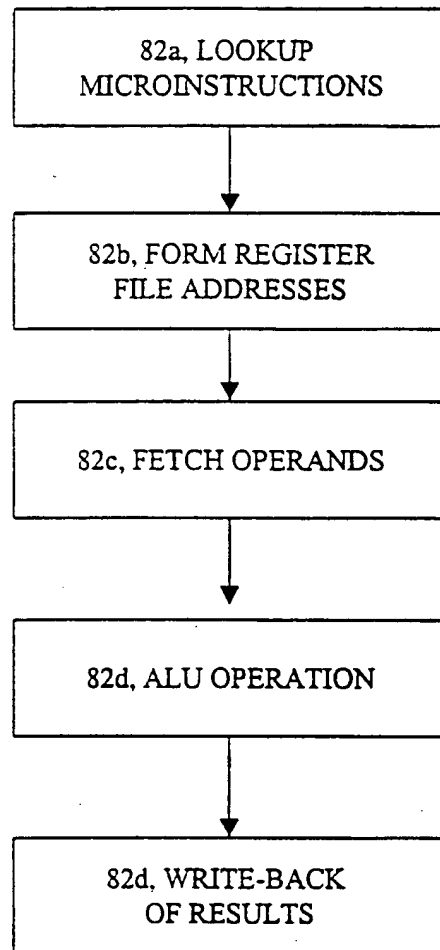 82a, LOOKUP
MICROINSTRUCTIONS
82b, FORM REGISTER
FILE ADDRESSES
82c, FETCH OPERANDS
82d, ALU OPERATION
82d, WRITE-BACK
OF RESULTS